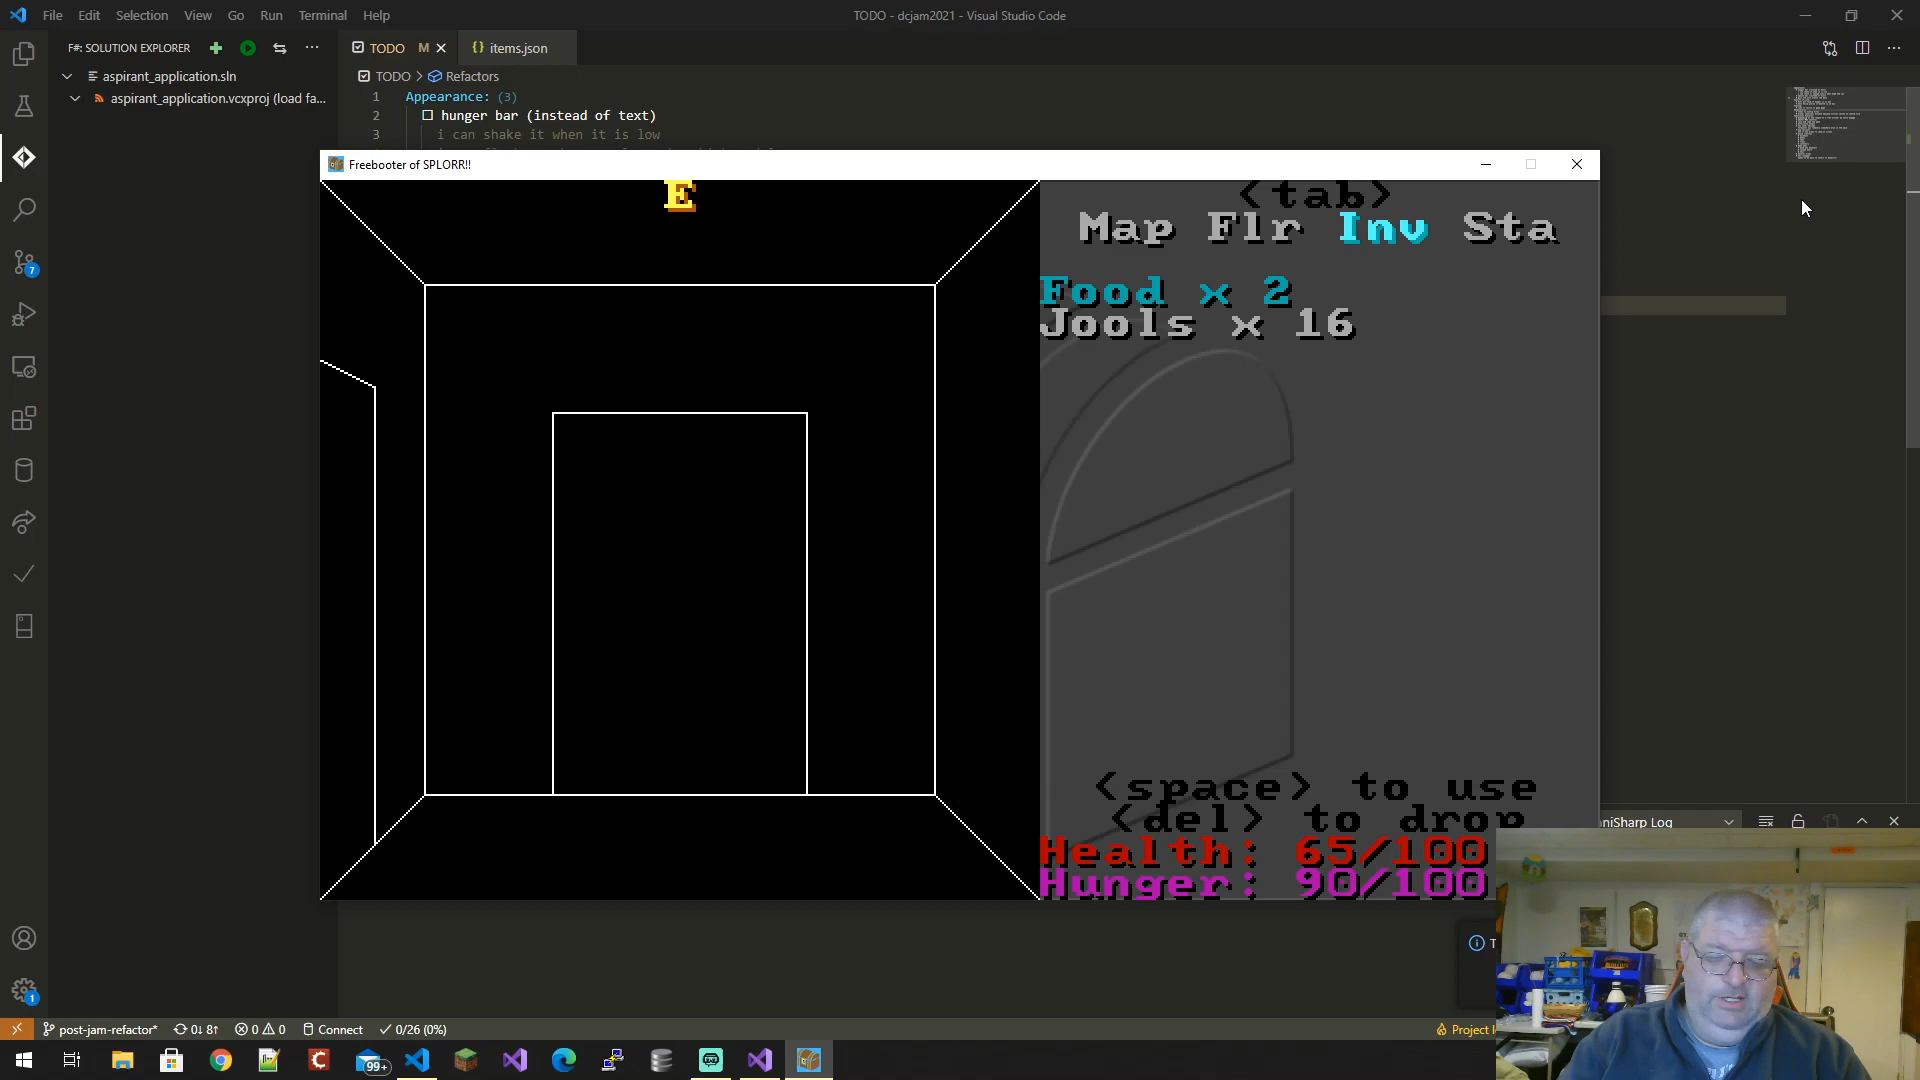 File Edit Selection View Go Run Terminal Help
TODO - dcjam2021 - Visual Studio Code
F#: SOLUTION EXPLORER
TODO M
items.json
aspirant_application.sln
aspirant_application.vcxproj (load fa...
TODO > Refactors
1 Appearance: (3)
2 hunger bar (instead of text)
3 i can shake it when it is low
Freebooter of SPLORR!!
E
<tab>
Map Flr Inv Sta
Food x 2
Jools x 16
<space> to use
<del> to drop
Health: 65/100
Hunger: 90/100
niSharp Log
7
1
post-jam-refactor* 0↓ 8↑ 0 0 Connect 0/26 (0%)
99+